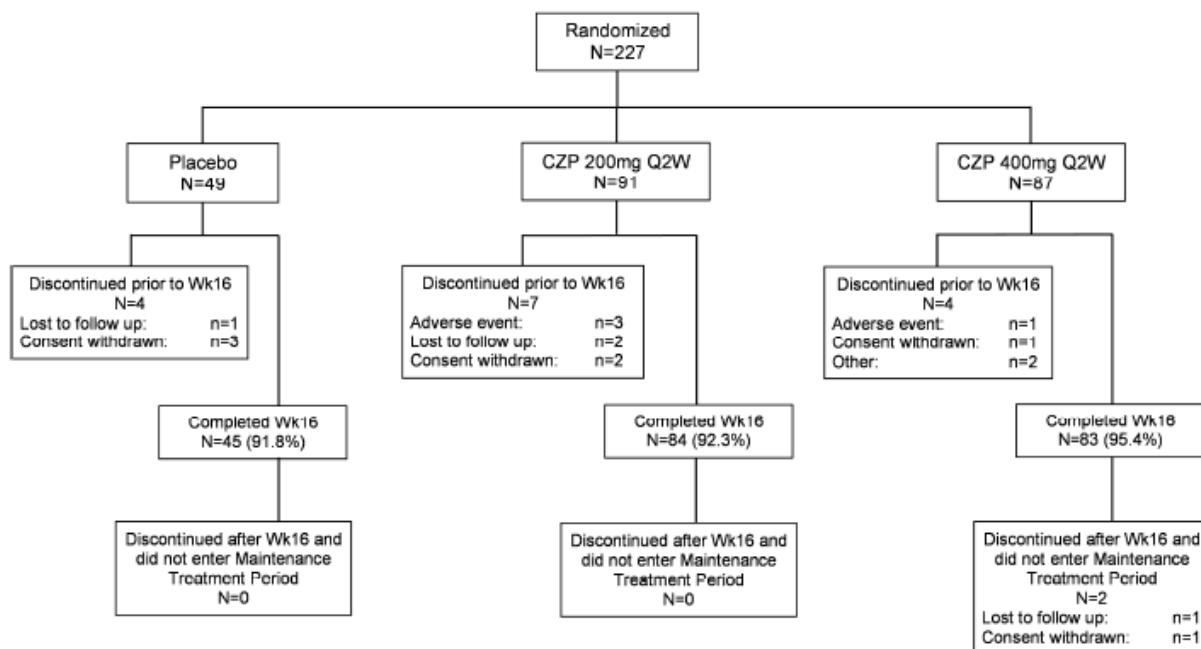 Randomized
N=227
Placebo
N=49
CZP 200mg Q2W
N=91
CZP 400mg Q2W
N=87
Discontinued prior to Wk16
N=4
Lost to follow up: n=1
Consent withdrawn: n=3
Discontinued prior to Wk16
N=7
Adverse event: n=3
Lost to follow up: n=2
Consent withdrawn: n=2
Discontinued prior to Wk16
N=4
Adverse event: n=1
Consent withdrawn: n=1
Other: n=2
Completed Wk16
N=45 (91.8%)
Completed Wk16
N=84 (92.3%)
Completed Wk16
N=83 (95.4%)
Discontinued after Wk16 and
did not enter Maintenance
Treatment Period
N=0
Discontinued after Wk16 and
did not enter Maintenance
Treatment Period
N=0
Discontinued after Wk16 and
did not enter Maintenance
Treatment Period
N=2
Lost to follow up: n=1
Consent withdrawn: n=1